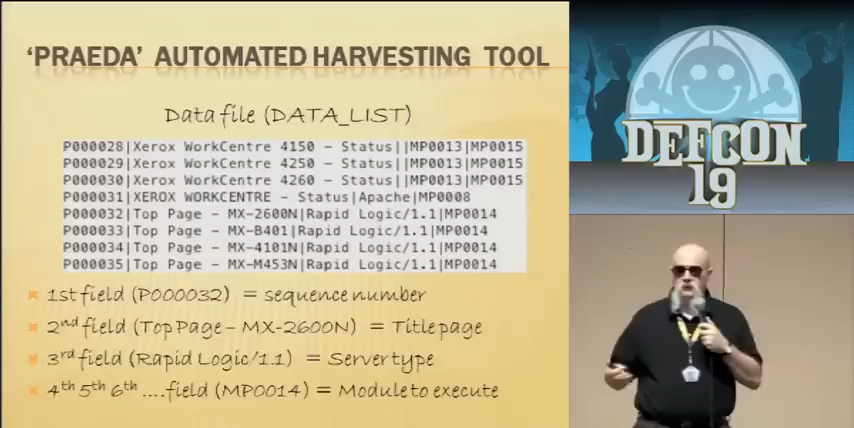 ‘PRAEDA’ AUTOMATED HARVESTING TOOL
Data file (DATA_LIST)
P000028|Xerox WorkCentre 4150 – Status||MP0013|MP0015
P000029|Xerox WorkCentre 4250 – Status||MP0013|MP0015
P000030|Xerox WorkCentre 4260 – Status||MP0013|MP0015
P000031|XEROX WORKCENTRE – Status|Apache|MP0008
P000032|Top Page – MX-2600N|Rapid Logic/1.1|MP0014
P000033|Top Page – MX-B401|Rapid Logic/1.1|MP0014
P000034|Top Page – MX-4101N|Rapid Logic/1.1|MP0014
P000035|Top Page – MX-M453N|Rapid Logic/1.1|MP0014
1st field (P000032) = sequence number
2nd field (Top Page – MX-2600N) = Title page
3rd field (Rapid Logic/1.1) = Server type
4th 5th 6th ….field (MP0014) = Module to execute
DEFCON
19